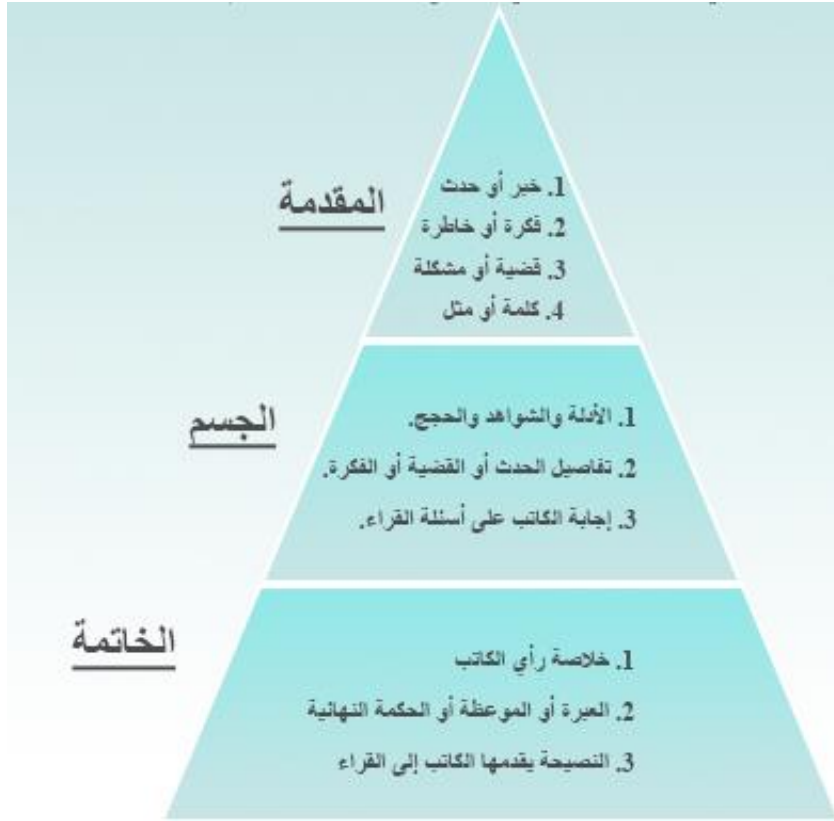 المقدمة
1. خبر أو حدث
2. فكرة أو خاطرة
3. قضية أو مشكلة
4. كلمة أو مثل
الجسم
1. الأدلة والشواهد والحجج.
2. تفاصيل الحدث أو القضية أو الفكرة.
3. إجابة الكاتب على أسئلة القراء.
الخاتمة
1. خلاصة رأي الكاتب
2. العبرة أو الموعظة أو الحكمة النهائية
3. النصيحة يقدمها الكاتب إلى القراء